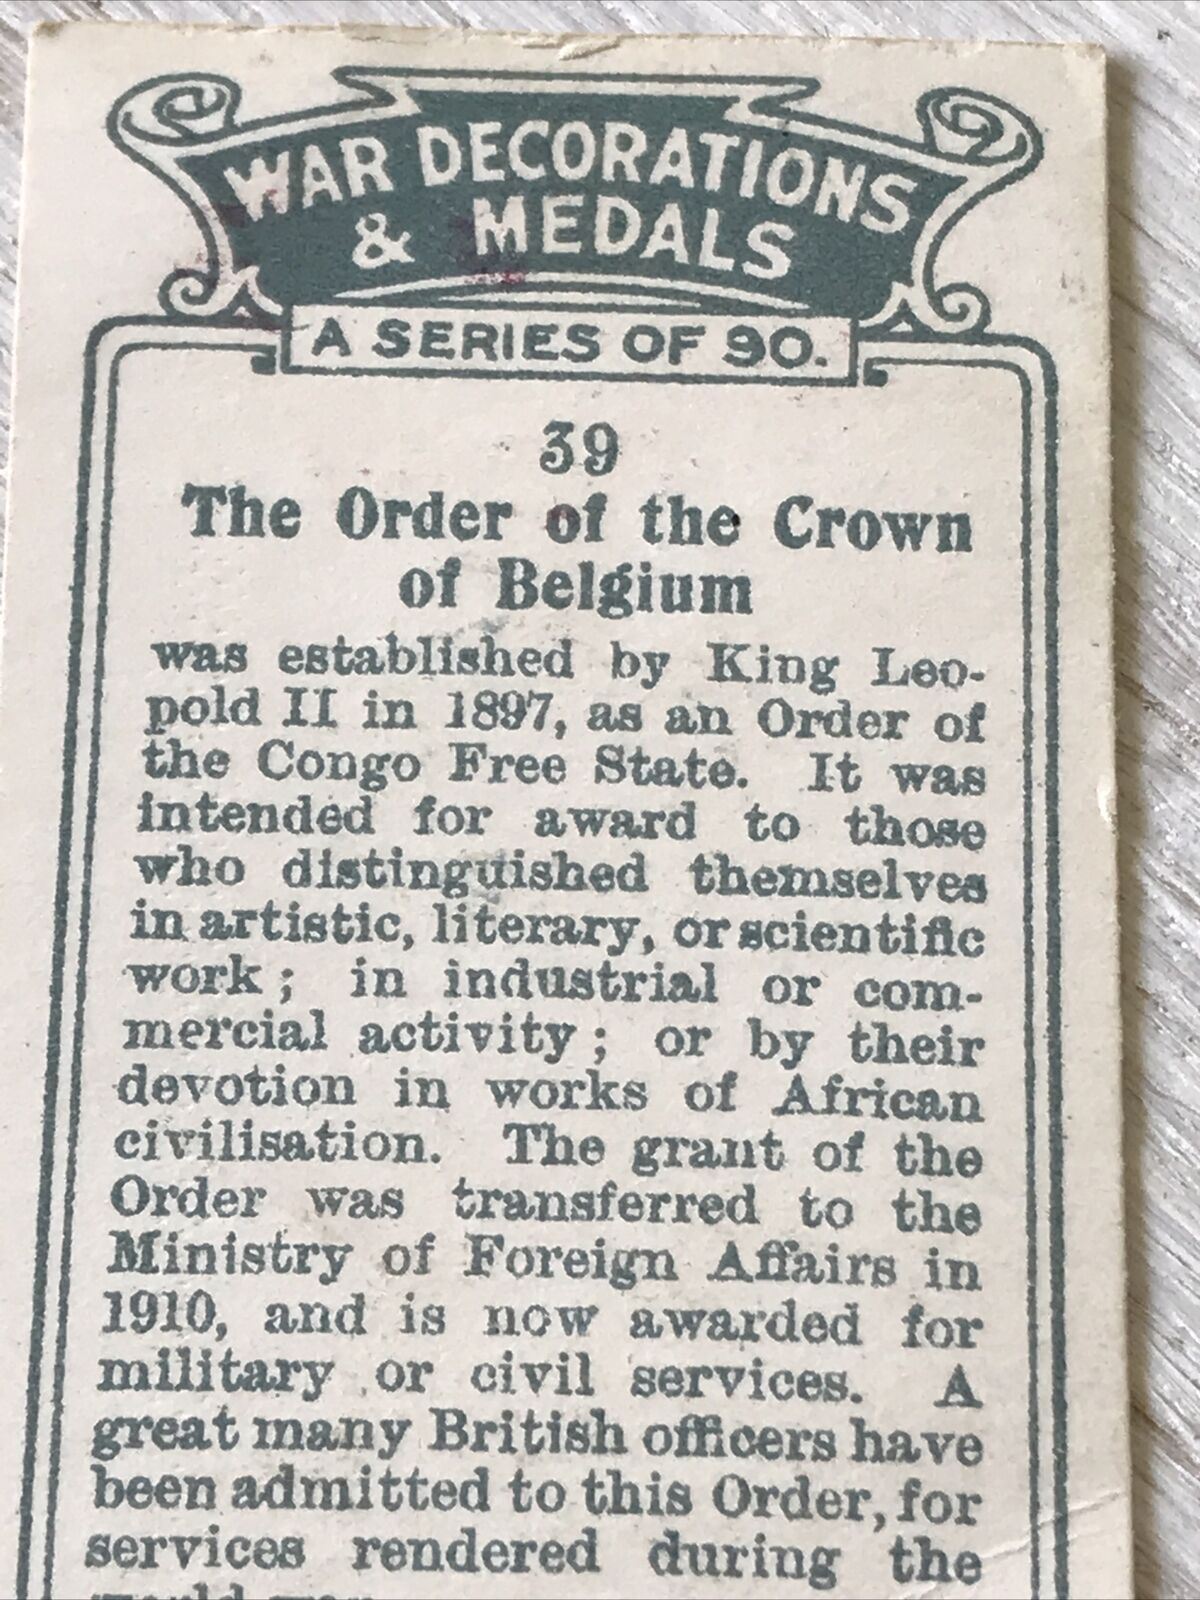 WAR DECORATIONS
& MEDALS
A SERIES OF 90.
39
The Order of the Crown
of Belgium
was established by King Leo-
pold II in 1897, as an Order of
the Congo Free State. It was
intended for award to those
who distinguished themselves
in artistic, literary, or scientific
work; in industrial or com-
mercial activity; or by their
devotion in works of African
civilisation. The grant of the
Order was transferred to the
Ministry of Foreign Affairs in
1910, and is now awarded for
military or civil services. A
great many British officers have
been admitted to this Order, for
services rendered during the